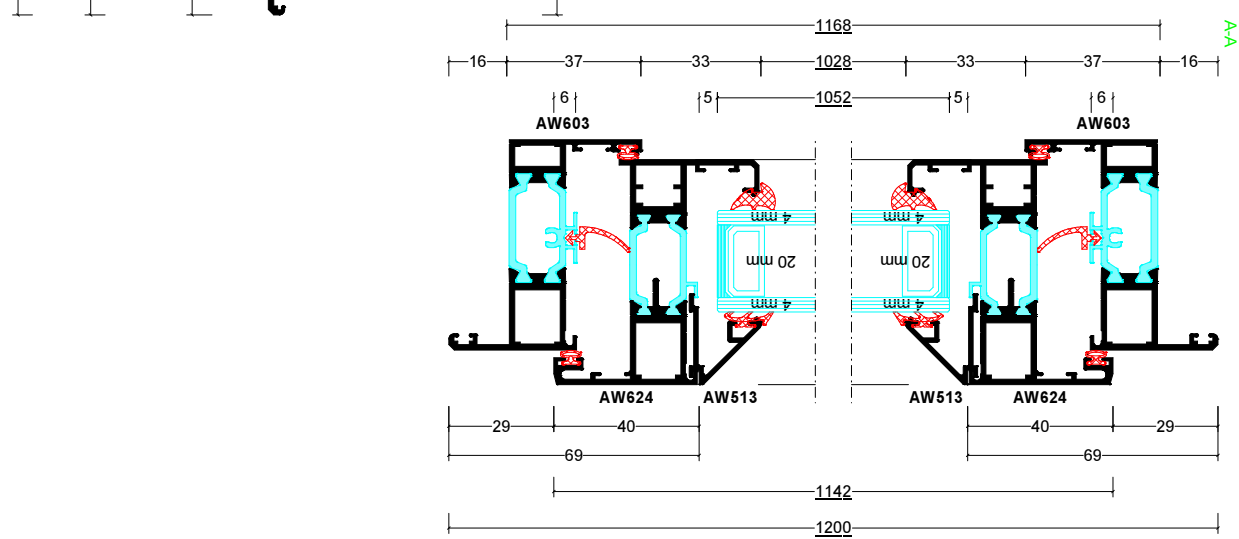 1168
A-A
16 37 33 1028 33 37 16
6 5 1052 5 6
AW603 AW603
4 mm 4 mm
20 mm 20 mm
4 mm 4 mm
AW624 AW513 AW513 AW624
29 40 40 29
69 69
1142
1200